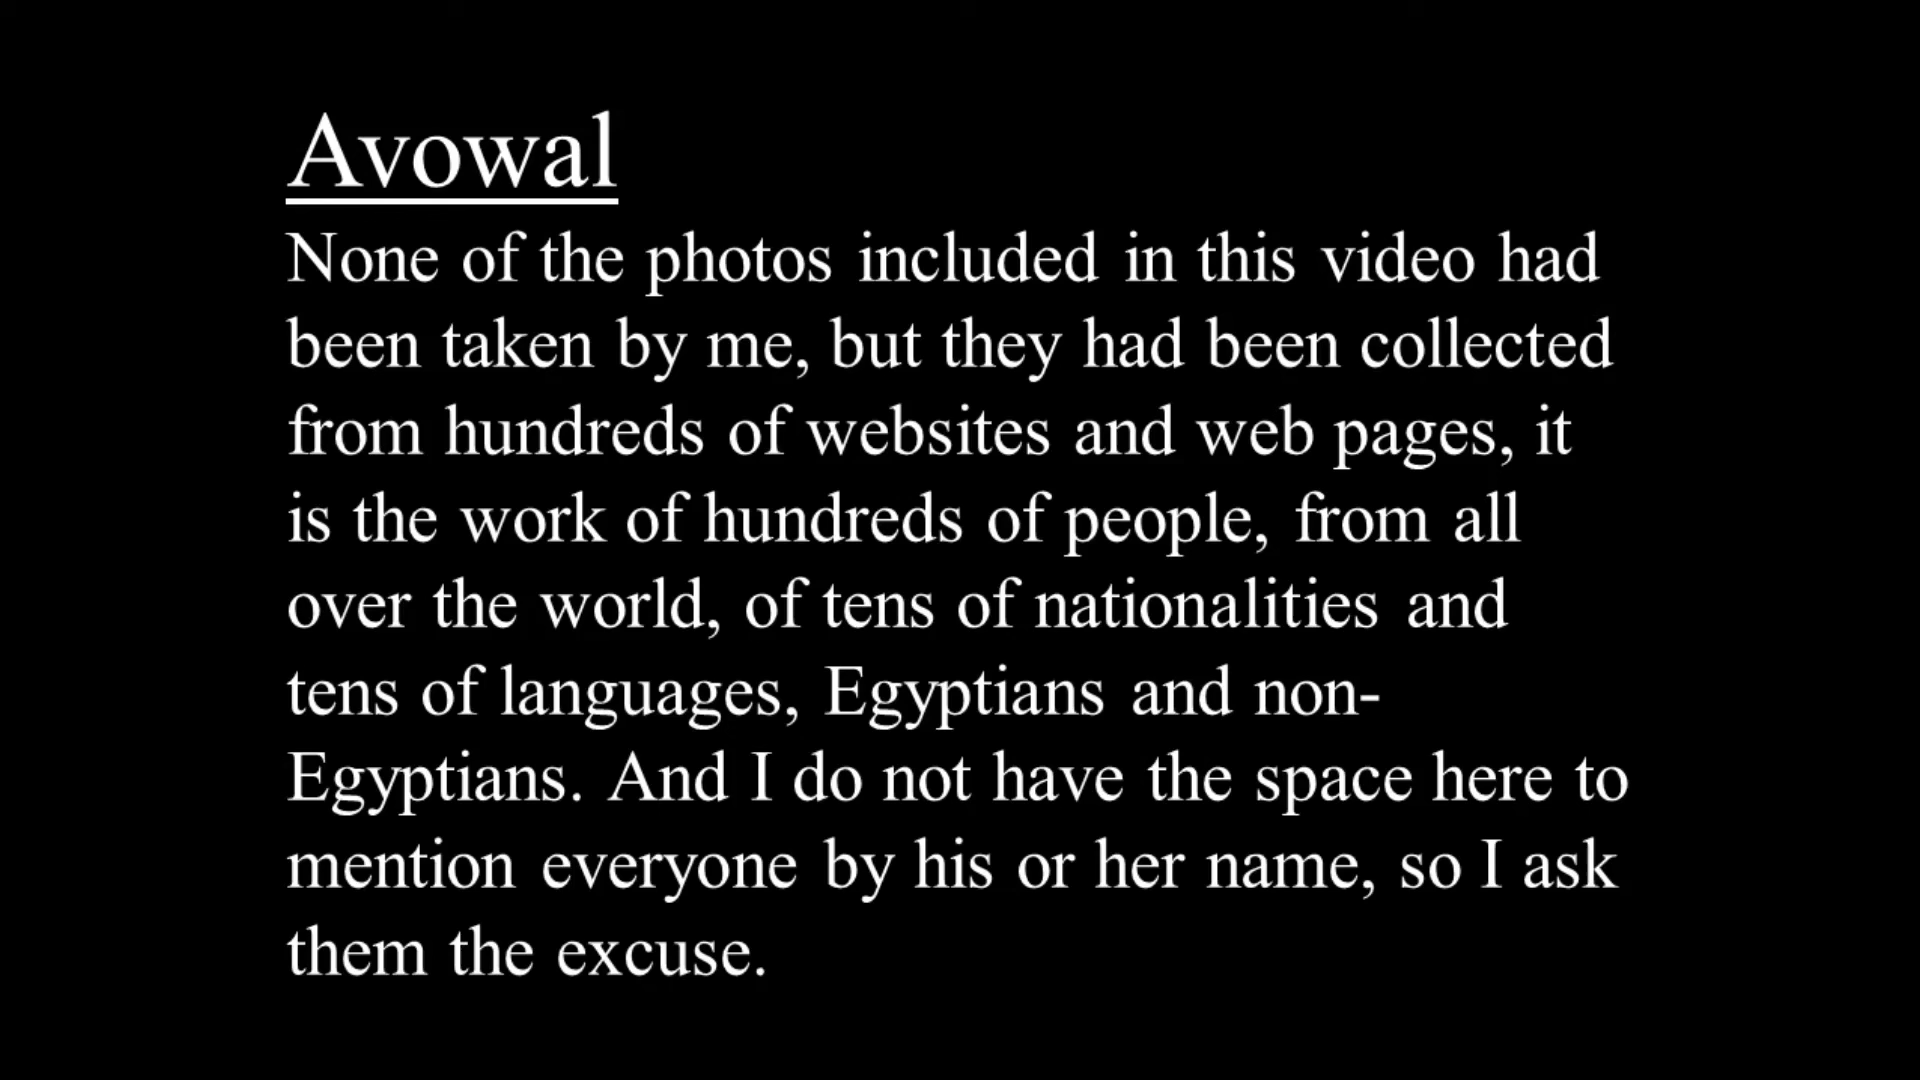 Avowal
None of the photos included in this video had
been taken by me, but they had been collected
from hundreds of websites and web pages, it
is the work of hundreds of people, from all
over the world, of tens of nationalities and
tens of languages, Egyptians and non-
Egyptians. And I do not have the space here to
mention everyone by his or her name, so I ask
them the excuse.